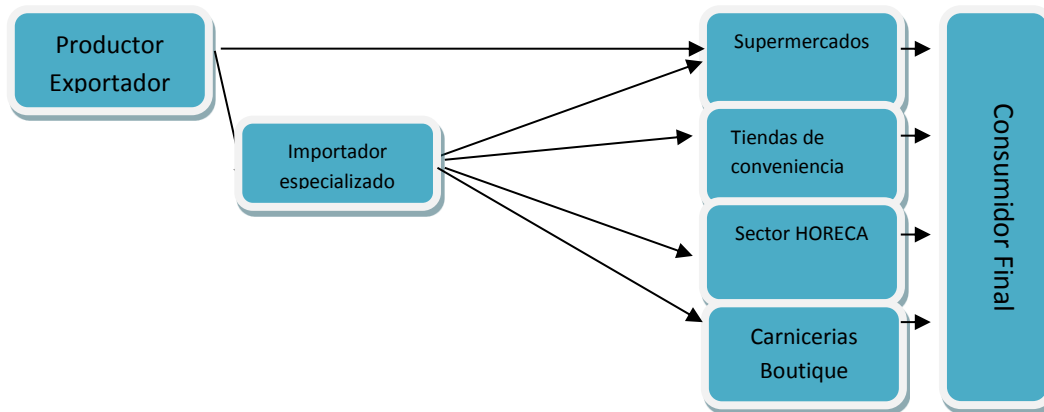 Productor
Exportador
Importador
especializado
Supermercados
Tiendas de
conveniencia
Sector HORECA
Carnicerias
Boutique
Consumidor Final